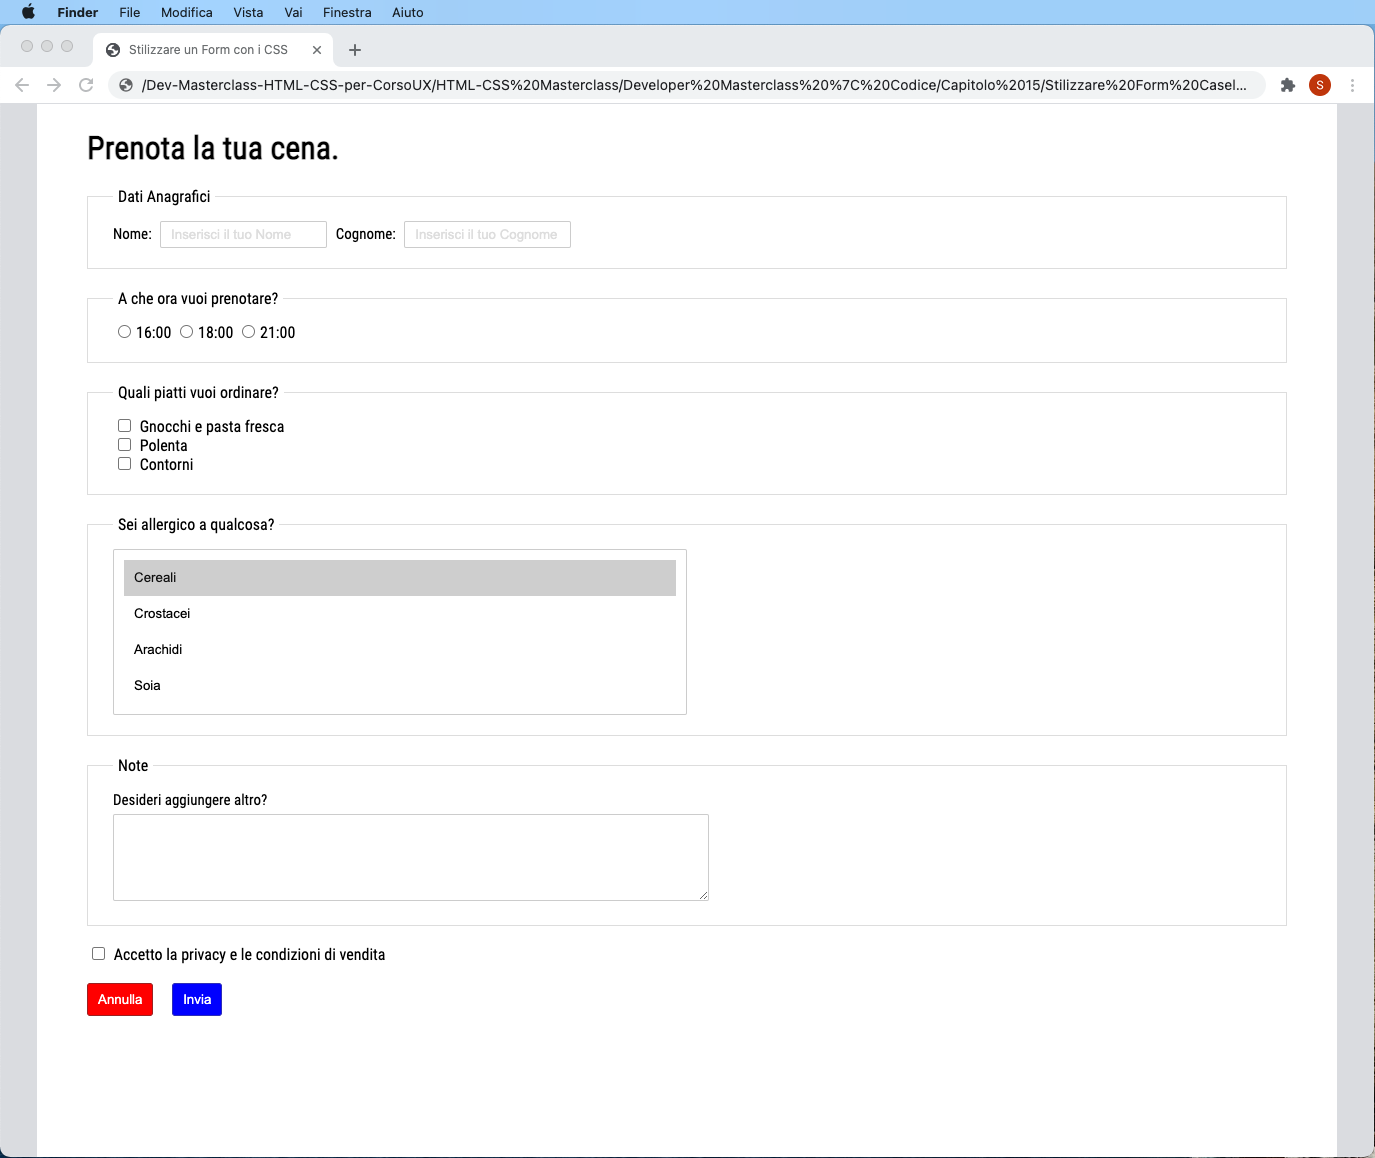 Finder File Modifica Vista Vai Finestra Aiuto
Stilizzare un Form con i CSS
/Dev-Masterclass-HTML-CSS-per-CorsoUX/HTML-CSS%20Masterclass/Developer%20Masterclass%20%7C%20Codice/Capitolo%2015/Stilizzare%20Form%20Casel...
S
Prenota la tua cena.
Dati Anagrafici
Nome: Inserisci il tuo Nome Cognome: Inserisci il tuo Cognome
A che ora vuoi prenotare?
16:00 18:00 21:00
Quali piatti vuoi ordinare?
Gnocchi e pasta fresca
Polenta
Contorni
Sei allergico a qualcosa?
Cereali
Crostacei
Arachidi
Soia
Note
Desideri aggiungere altro?
Accetto la privacy e le condizioni di vendita
Annulla Invia